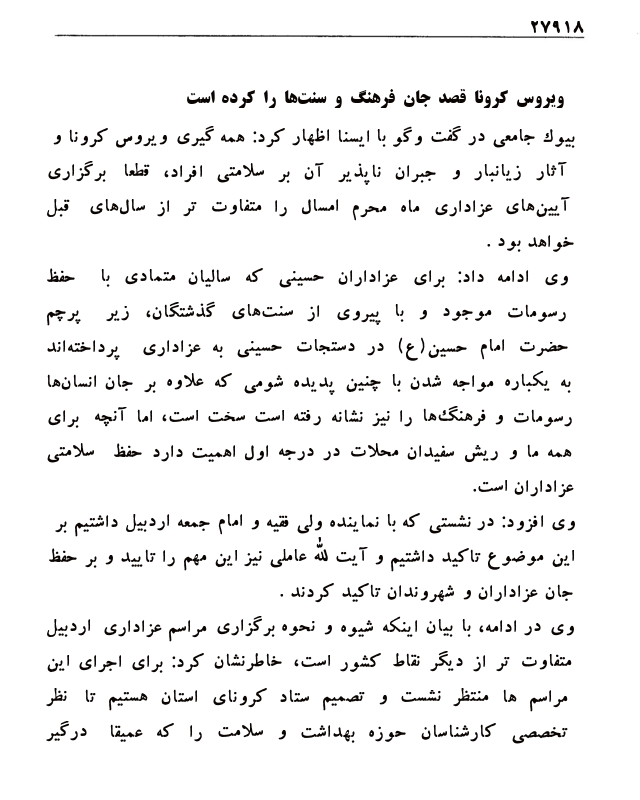 ۲۷۹۱۸
ویروس کرونا قصد جان فرهنگ و سنت‌ها را کرده است
بیوك جامعی در گفت وگو با ایسنا اظهار کرد: همه گیری ویروس کرونا و
آثار زیانبار و جبران ناپذیر آن بر سلامتی افراد، قطعا برگزاری
آیین‌های عزاداری ماه محرم امسال را متفاوت تر از سال‌های قبل
خواهد بود .
وی ادامه داد: برای عزاداران حسینی که سالیان متمادی با حفظ
رسومات موجود و با پیروی از سنت‌های گذشتگان، زیر پرچم
حضرت امام حسین(ع) در دستجات حسینی به عزاداری پرداخته‌اند
به یکباره مواجه شدن با چنین پدیده شومی که علاوه بر جان انسان‌ها
رسومات و فرهنگ‌ها را نیز نشانه رفته است سخت است، اما آنچه برای
همه ما و ریش سفیدان محلات در درجه اول اهمیت دارد حفظ سلامتی
عزاداران است.
وی افزود: در نشستی که با نماینده ولی فقیه و امام جمعه اردبیل داشتیم بر
این موضوع تاکید داشتیم و آیت الله عاملی نیز این مهم را تایید و بر حفظ
جان عزاداران و شهروندان تاکید کردند .
وی در ادامه، با بیان اینکه شیوه و نحوه برگزاری مراسم عزاداری اردبیل
متفاوت تر از دیگر نقاط کشور است، خاطرنشان کرد: برای اجرای این
مراسم ها منتظر نشست و تصمیم ستاد کرونای استان هستیم تا نظر
تخصصی کارشناسان حوزه بهداشت و سلامت را که عمیقا درگیر